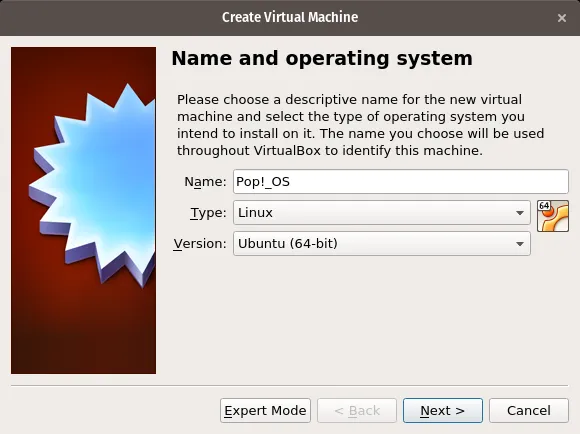 Create Virtual Machine
×
Name and operating system
Please choose a descriptive name for the new virtual
machine and select the type of operating system you
intend to install on it. The name you choose will be used
throughout VirtualBox to identify this machine.
Name: Pop!_OS
Type: Linux
64
Version: Ubuntu (64-bit)
Expert Mode < Back Next > Cancel